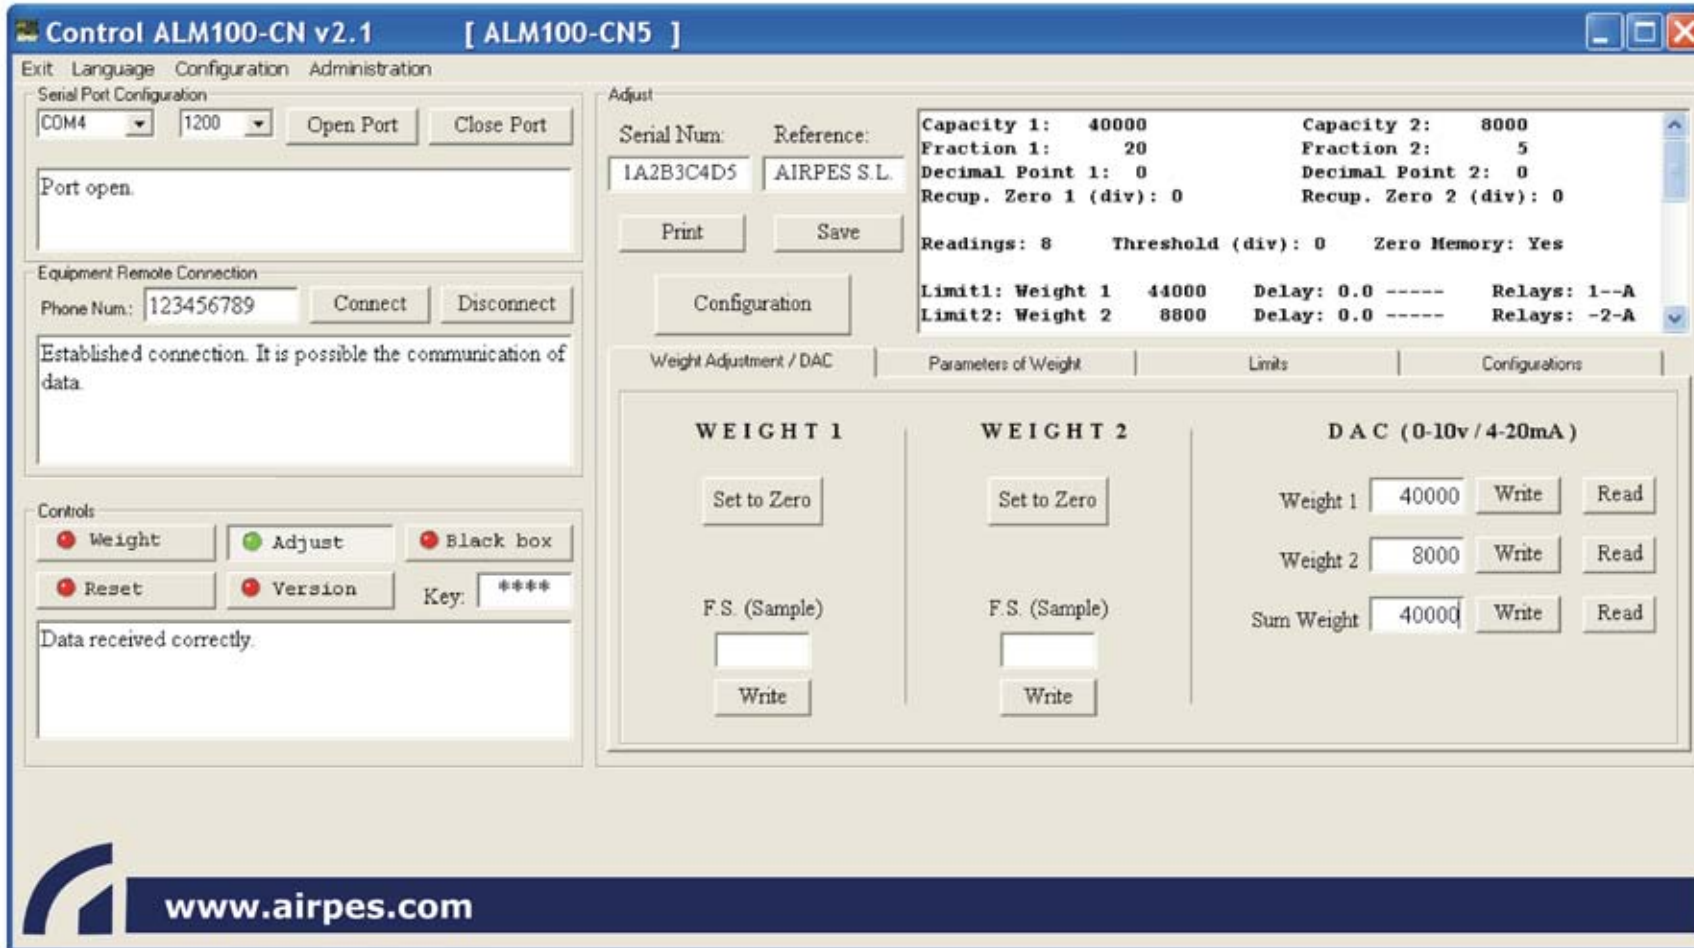 Control ALM100-CN v2.1 [ ALM100-CN5 ]
Exit Language Configuration Administration
Serial Port Configuration
COM4 1200 Open Port Close Port
Port open.
Equipment Remote Connection
Phone Num.: 123456789 Connect Disconnect
Established connection. It is possible the communication of
data.
Controls
Weight Adjust Black box
Reset Version Key: ****
Data received correctly.
Adjust
Serial Num: Reference:
1A2B3C4D5 AIRPES S.L.
Print Save
Configuration
Capacity 1: 40000 Capacity 2: 8000
Fraction 1: 20 Fraction 2: 5
Decimal Point 1: 0 Decimal Point 2: 0
Recup. Zero 1 (div): 0 Recup. Zero 2 (div): 0
Readings: 8 Threshold (div): 0 Zero Memory: Yes
Limit1: Weight 1 44000 Delay: 0.0 ----- Relays: 1--A
Limit2: Weight 2 8800 Delay: 0.0 ----- Relays: -2-A
Weight Adjustment / DAC Parameters of Weight Limits Configurations
WEIGHT 1
Set to Zero
F.S. (Sample)
Write
WEIGHT 2
Set to Zero
F.S. (Sample)
Write
DAC (0-10v / 4-20mA)
Weight 1 40000 Write Read
Weight 2 8000 Write Read
Sum Weight 40000 Write Read
www.airpes.com